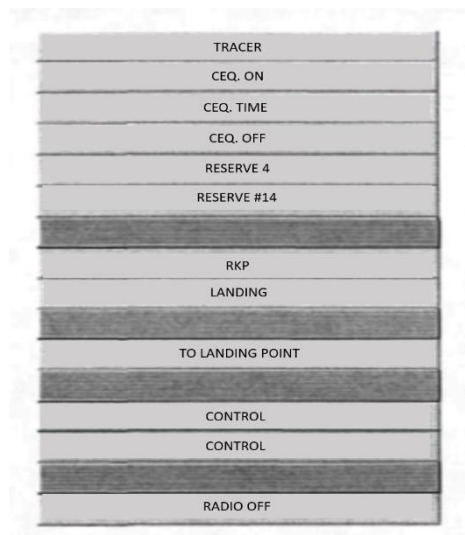 TRACER
CEQ. ON
CEQ. TIME
CEQ. OFF
RESERVE 4
RESERVE #14
RKP
LANDING
TO LANDING POINT
CONTROL
CONTROL
RADIO OFF